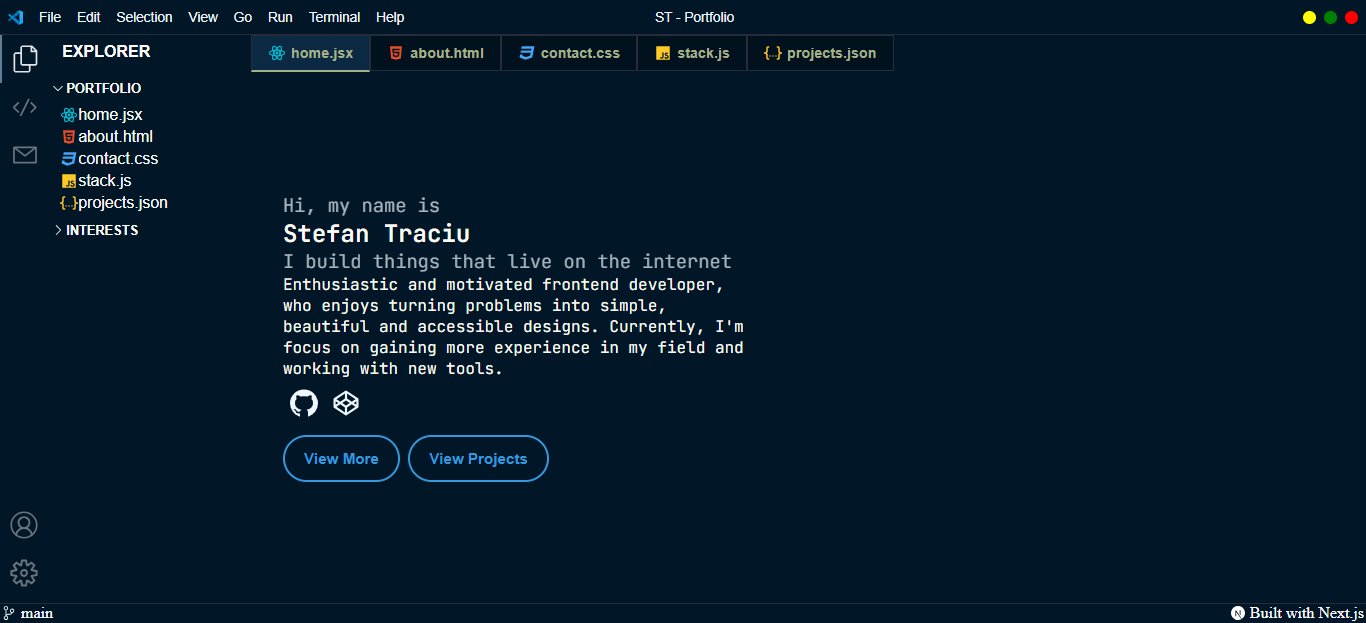 File Edit Selection View Go Run Terminal Help
ST - Portfolio
EXPLORER
PORTFOLIO
home.jsx
about.html
contact.css
JS stack.js
{..}projects.json
INTERESTS
home.jsx
about.html
contact.css
JS stack.js
{..} projects.json
Hi, my name is
Stefan Traciu
I build things that live on the internet
Enthusiastic and motivated frontend developer,
who enjoys turning problems into simple,
beautiful and accessible designs. Currently, I'm
focus on gaining more experience in my field and
working with new tools.
View More
View Projects
main
N Built with Next.js